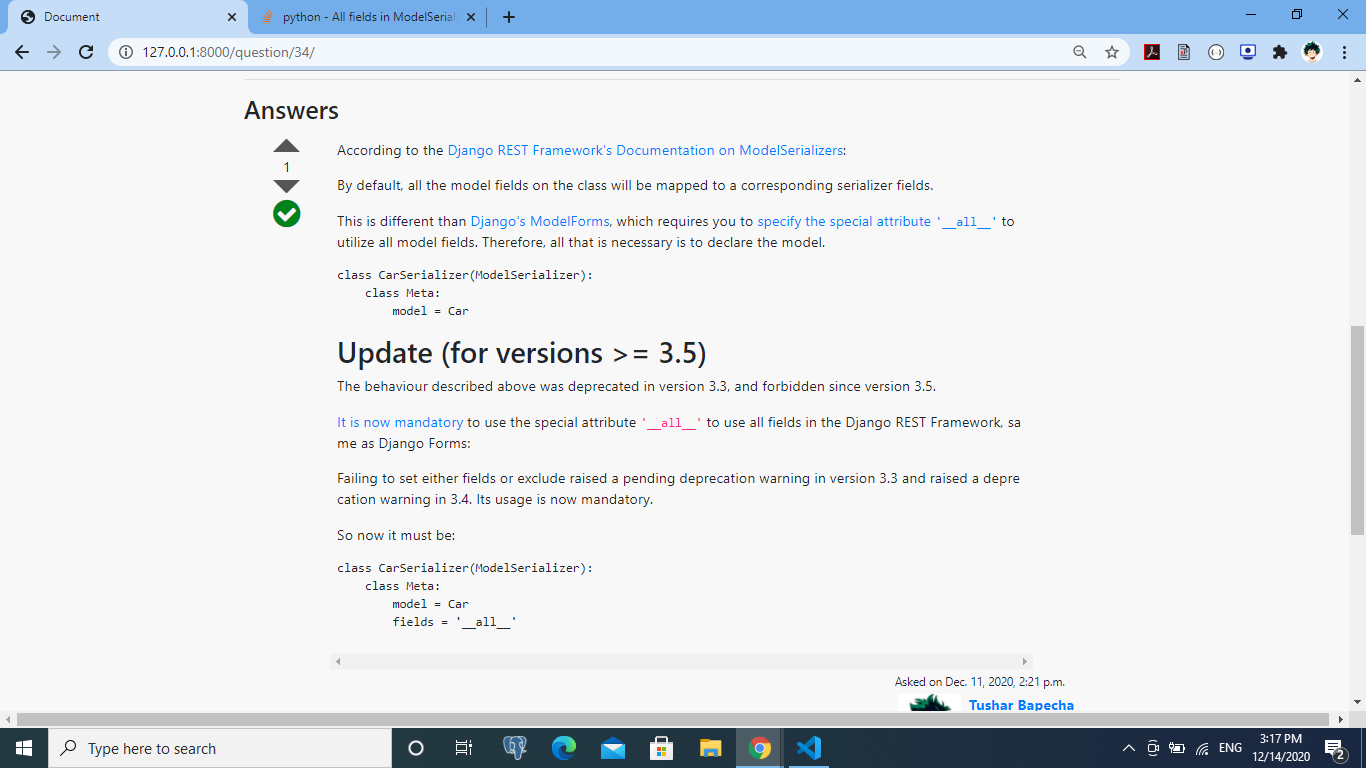 Document
python - All fields in ModelSerial
127.0.0.1:8000/question/34/
Answers
1
According to the Django REST Framework's Documentation on ModelSerializers:
By default, all the model fields on the class will be mapped to a corresponding serializer fields.
This is different than Django's ModelForms, which requires you to specify the special attribute '__all__' to
utilize all model fields. Therefore, all that is necessary is to declare the model.
class CarSerializer(ModelSerializer):
    class Meta:
        model = Car
Update (for versions >= 3.5)
The behaviour described above was deprecated in version 3.3, and forbidden since version 3.5.
It is now mandatory to use the special attribute '__all__' to use all fields in the Django REST Framework, sa
me as Django Forms:
Failing to set either fields or exclude raised a pending deprecation warning in version 3.3 and raised a depre
cation warning in 3.4. Its usage is now mandatory.
So now it must be:
class CarSerializer(ModelSerializer):
    class Meta:
        model = Car
        fields = '__all__'
Asked on Dec. 11, 2020, 2:21 p.m.
Tushar Bapecha
Type here to search
ENG
3:17 PM
12/14/2020
2